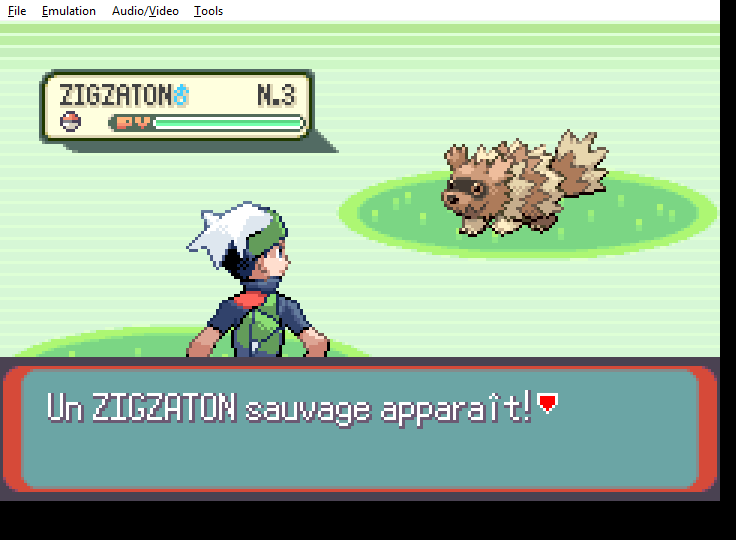 File Emulation Audio/Video Tools
ZIGZATON♂ N.3
PV
Un ZIGZATON sauvage apparaît!